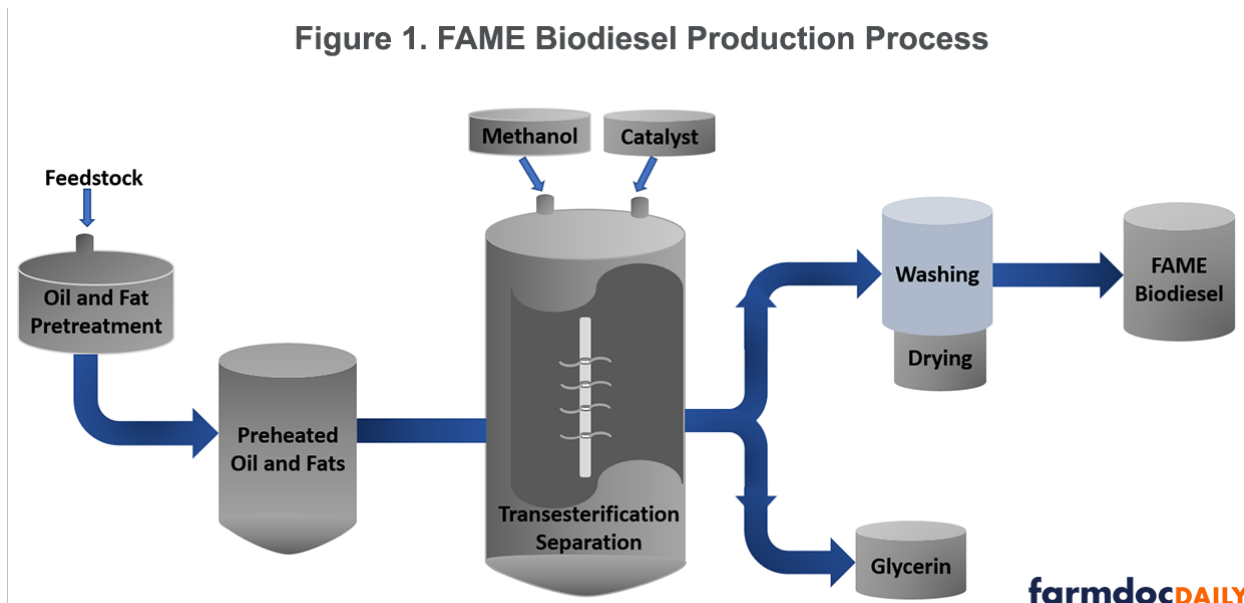 Figure 1. FAME Biodiesel Production Process
Methanol
Catalyst
Feedstock
Oil and Fat
Pretreatment
Preheated
Oil and Fats
Transesterification
Separation
Washing
Drying
FAME
Biodiesel
Glycerin
farmdocDAILY